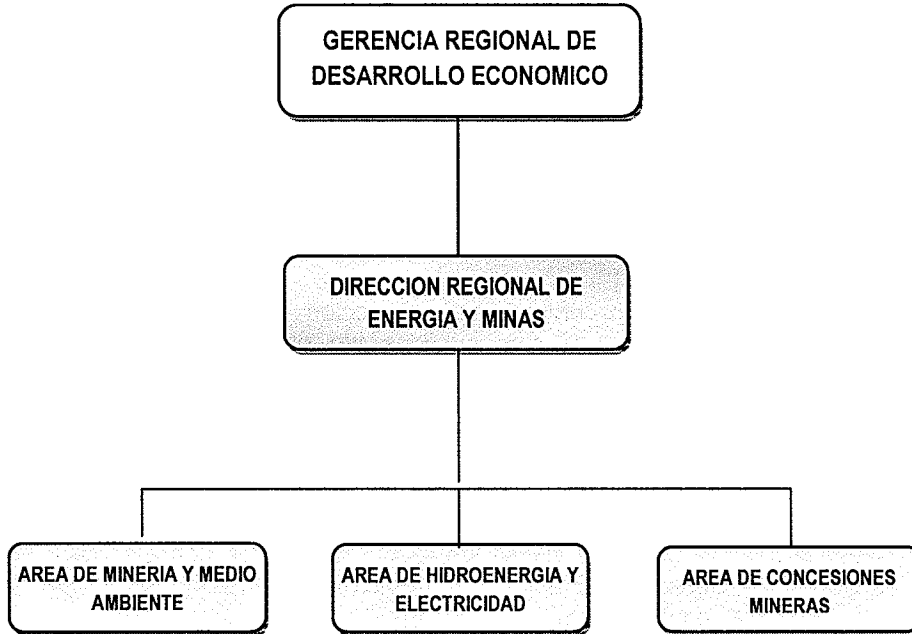 GERENCIA REGIONAL DE
DESARROLLO ECONOMICO
DIRECCION REGIONAL DE
ENERGIA Y MINAS
AREA DE MINERIA Y MEDIO
AMBIENTE
AREA DE HIDROENERGIA Y
ELECTRICIDAD
AREA DE CONCESIONES
MINERAS